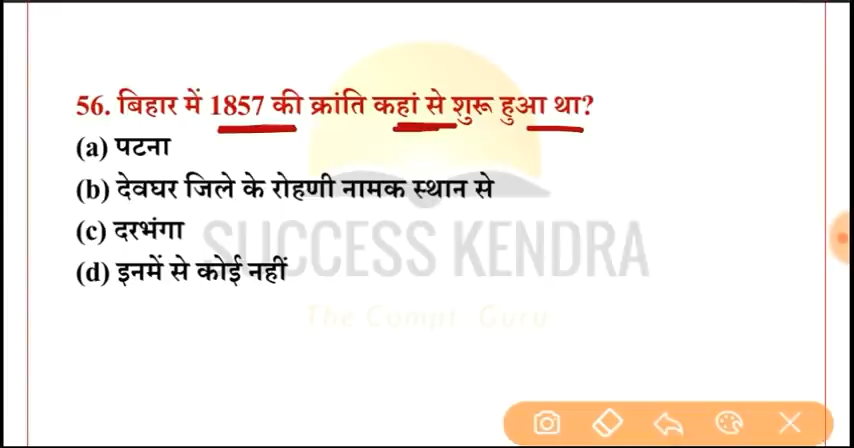 56. बिहार में 1857 की क्रांति कहां से शुरू हुआ था?
(a) पटना
(b) देवघर जिले के रोहणी नामक स्थान से
(c) दरभंगा
(d) इनमें से कोई नहीं
SUCCESS KENDRA
The Compt. Guru